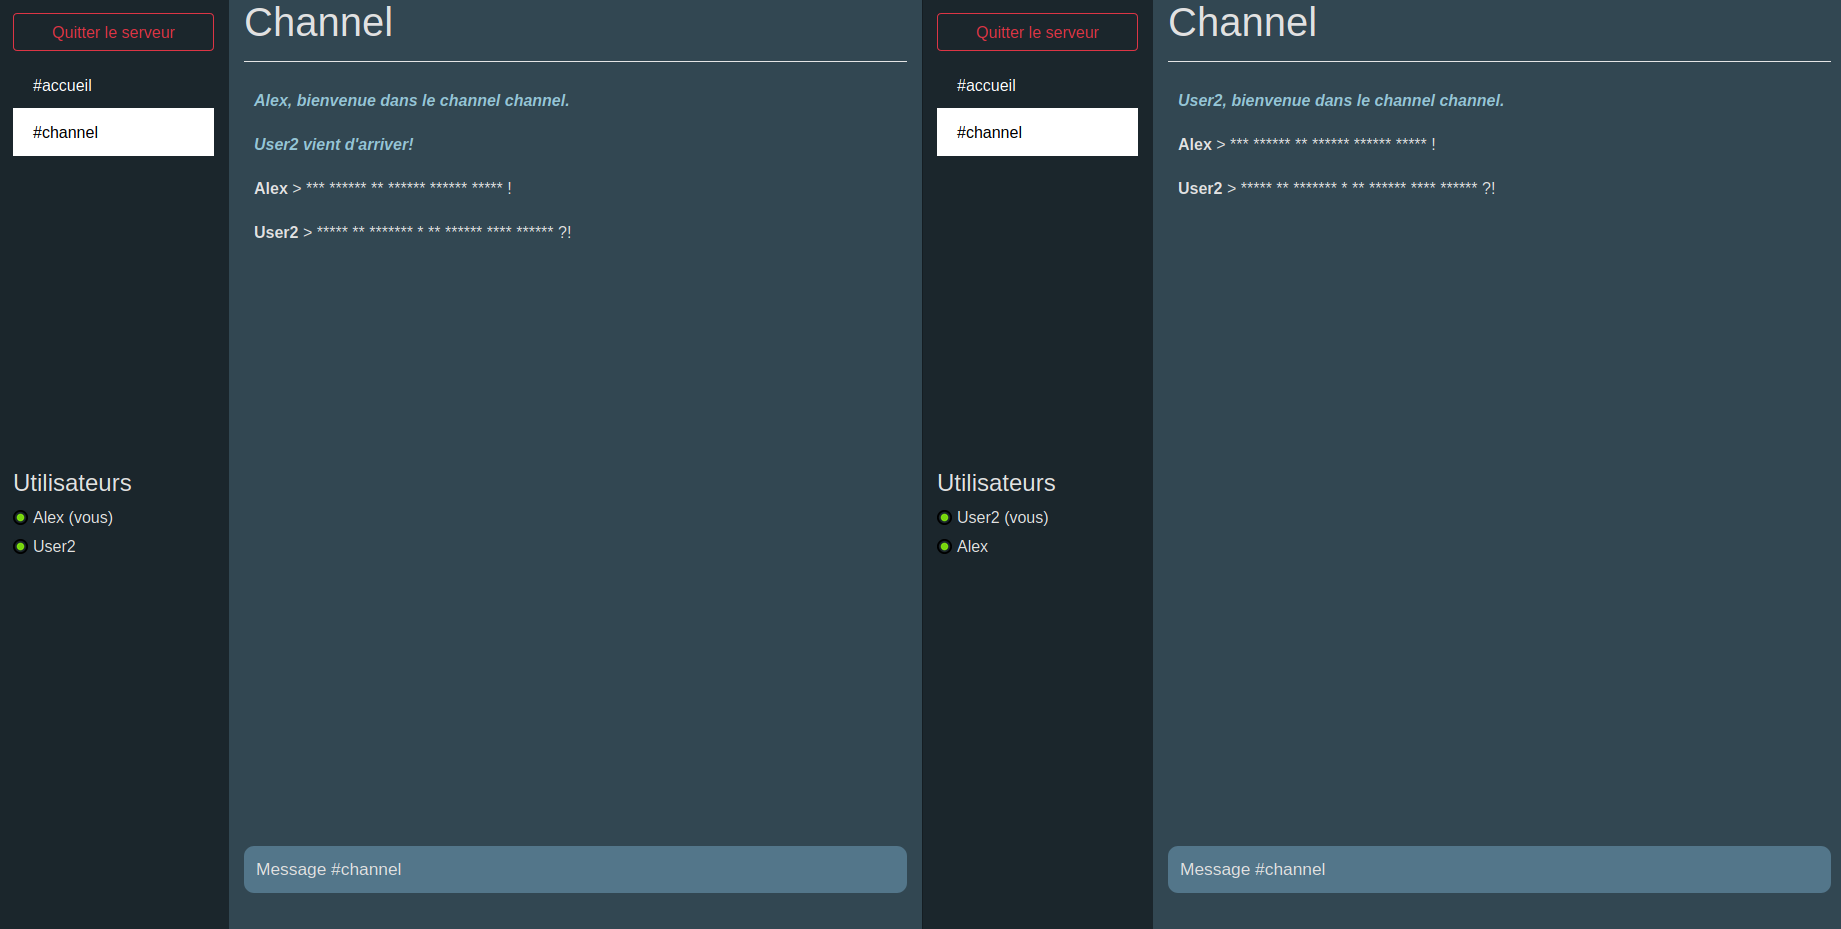 Quitter le serveur
#accueil
#channel
Utilisateurs
Alex (vous)
User2
Channel
Alex, bienvenue dans le channel channel.
User2 vient d'arriver!
Alex > *** ****** ** ****** ****** ***** !
User2 > ***** ** ******* * ** ****** **** ****** ?!
Message #channel
Quitter le serveur
#accueil
#channel
Utilisateurs
User2 (vous)
Alex
Channel
User2, bienvenue dans le channel channel.
Alex > *** ****** ** ****** ****** ***** !
User2 > ***** ** ******* * ** ****** **** ****** ?!
Message #channel